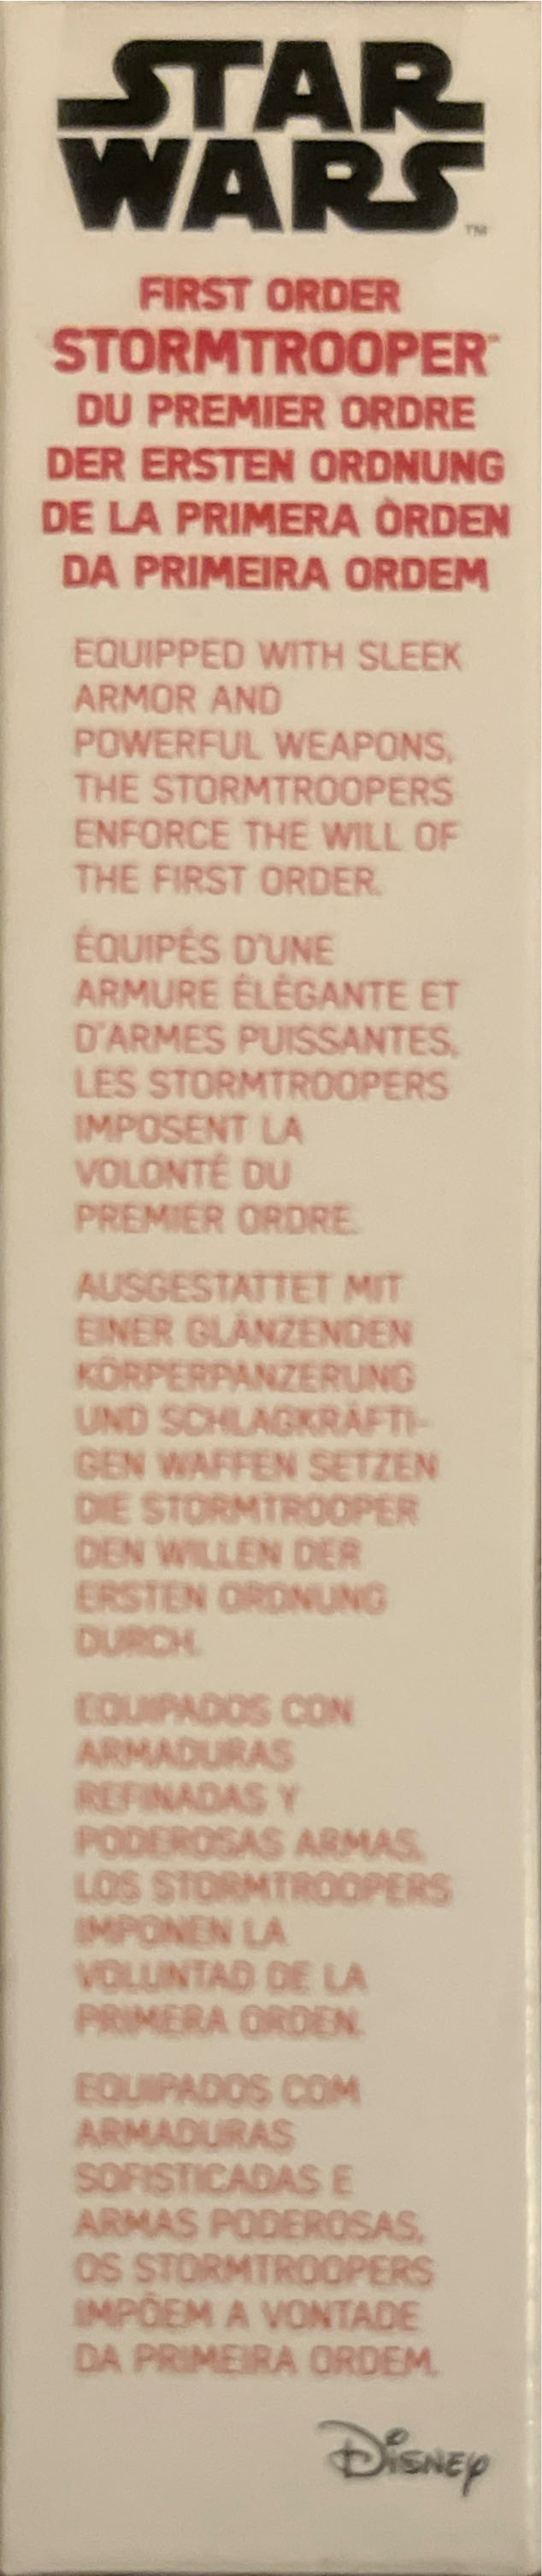 STAR
WARS
™
FIRST ORDER
STORMTROOPER™
DU PREMIER ORDRE
DER ERSTEN ORDNUNG
DE LA PRIMERA ORDEN
DA PRIMEIRA ORDEM
EQUIPPED WITH SLEEK
ARMOR AND
POWERFUL WEAPONS,
THE STORMTROOPERS
ENFORCE THE WILL OF
THE FIRST ORDER.
ÉQUIPÉS D'UNE
ARMURE ÉLÉGANTE ET
D'ARMES PUISSANTES,
LES STORMTROOPERS
IMPOSENT LA
VOLONTÉ DU
PREMIER ORDRE.
AUSGESTATTET MIT
EINER GLÄNZENDEN
KÖRPERPANZERUNG
UND SCHLAGKRÄFTI-
GEN WAFFEN SETZEN
DIE STORMTROOPER
DEN WILLEN DER
ERSTEN ORDNUNG
DURCH.
EQUIPADOS CON
ARMADURAS
REFINADAS Y
PODEROSAS ARMAS,
LOS STORMTROOPERS
IMPONEN LA
VOLUNTAD DE LA
PRIMERA ORDEN.
EQUIPADOS COM
ARMADURAS
SOFISTICADAS E
ARMAS PODEROSAS,
OS STORMTROOPERS
IMPÕEM A VONTADE
DA PRIMEIRA ORDEM.
Disney